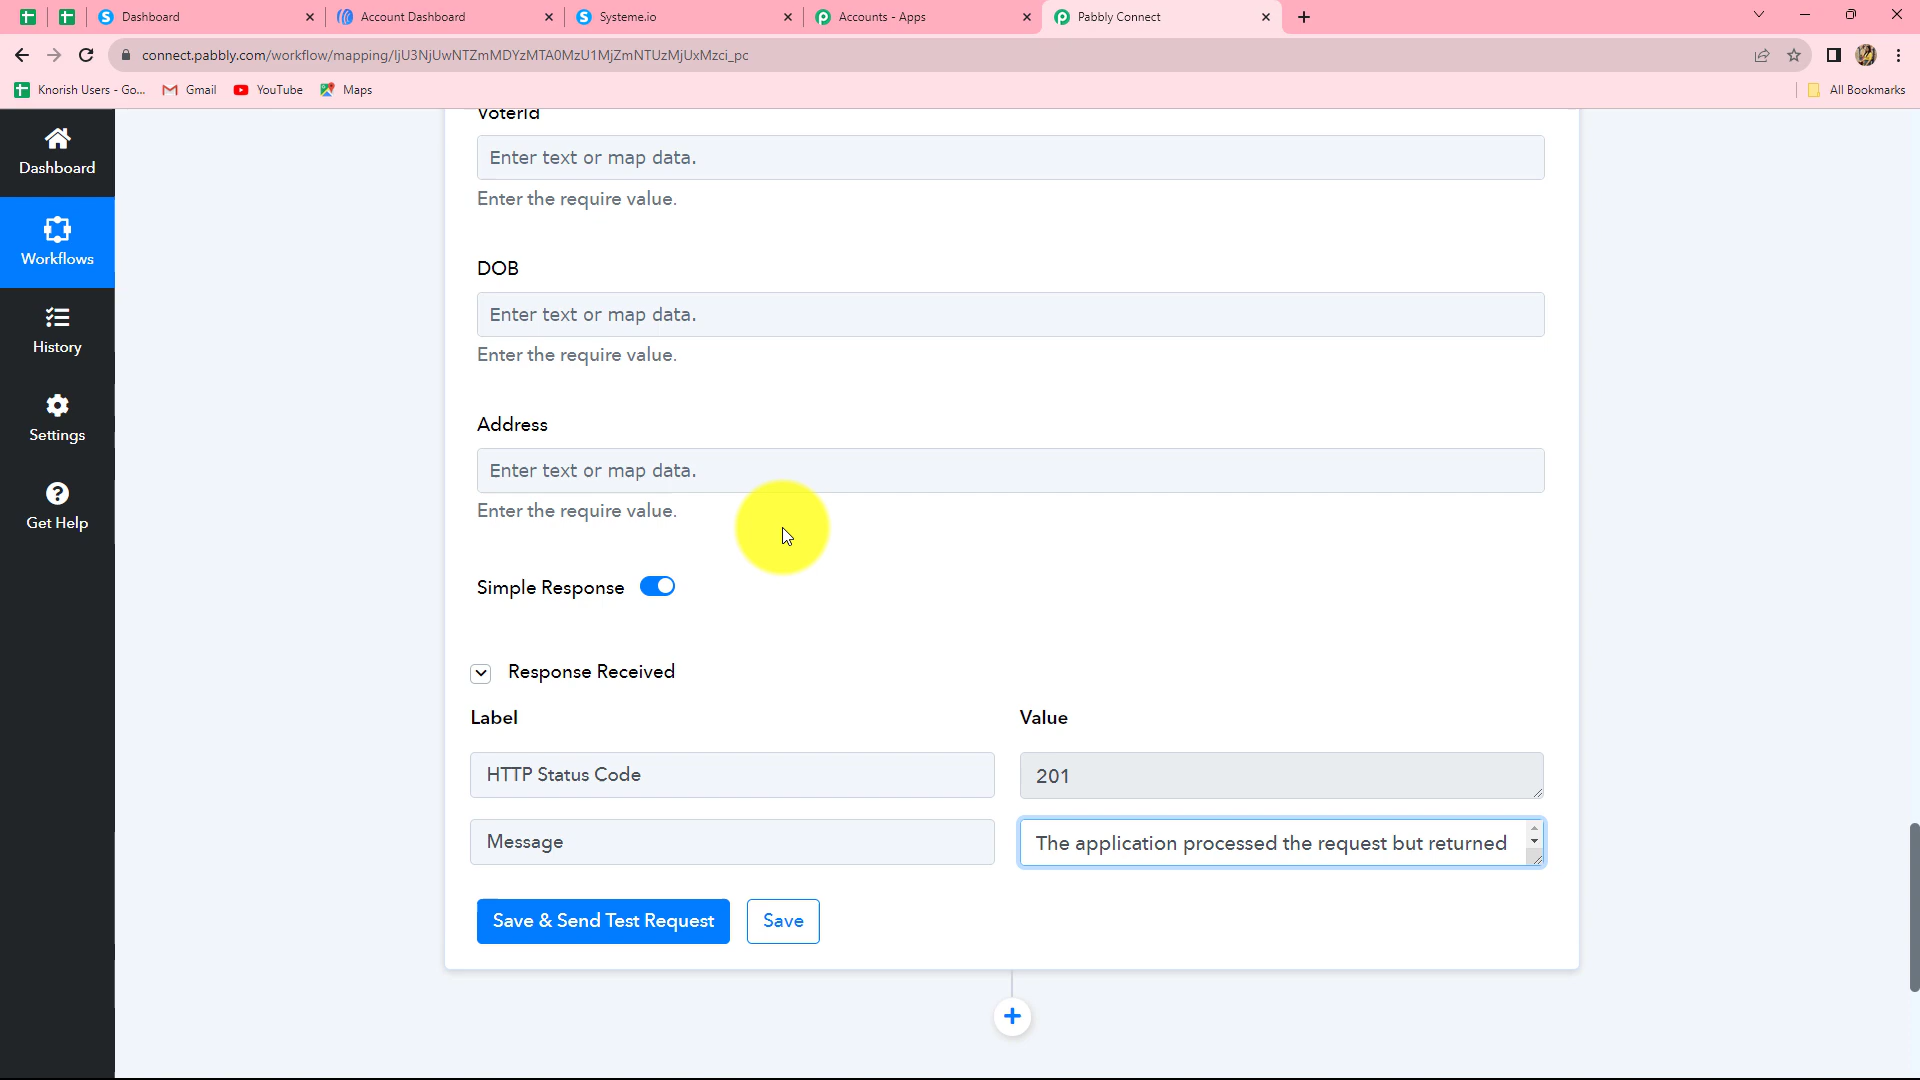 Dashboard
Account Dashboard
Systeme.io
Accounts - Apps
Pabbly Connect
connect.pabbly.com/workflow/mapping/IjU3NjUwNTZmMDYzMTA0MzU1MjZmNTUzMjUxMzci_pc
Knorish Users - Go...
Gmail
YouTube
Maps
All Bookmarks
Dashboard
Workflows
History
Settings
Get Help
VoterId
Enter text or map data.
Enter the require value.
DOB
Enter text or map data.
Enter the require value.
Address
Enter text or map data.
Enter the require value.
Simple Response
Response Received
Label
Value
HTTP Status Code
201
Message
The application processed the request but returned
Save & Send Test Request
Save